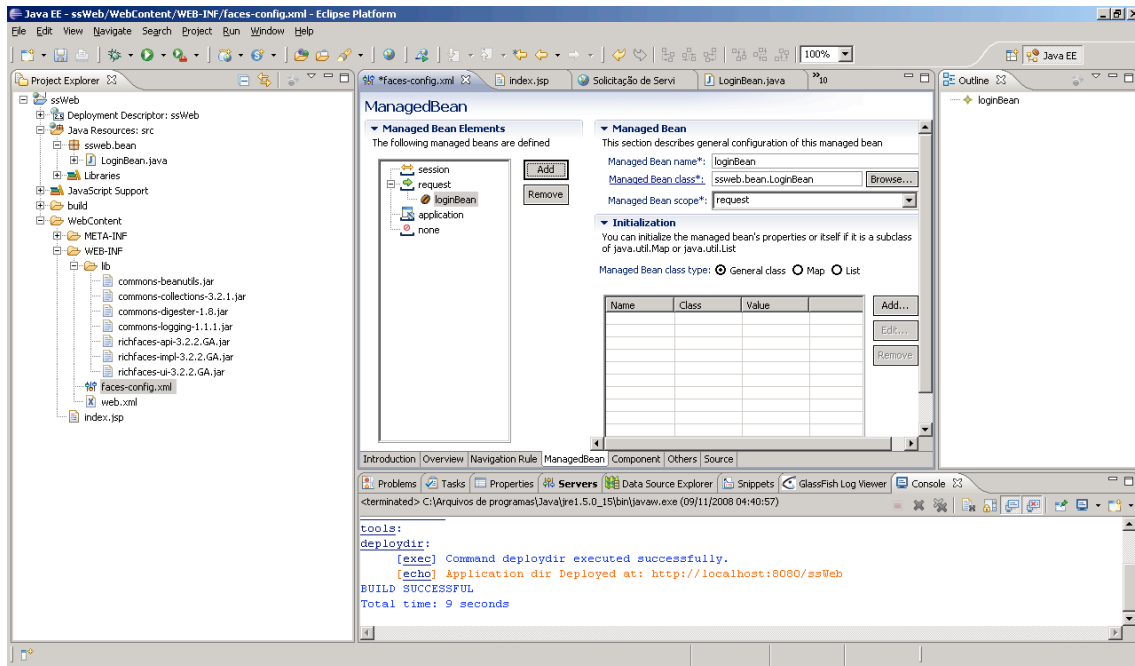 Java EE - ssWeb/WebContent/WEB-INF/faces-config.xml - Eclipse Platform
File Edit View Navigate Search Project Run Window Help
100%
Java EE
Project Explorer
ssWeb
Deployment Descriptor: ssWeb
Java Resources: src
ssweb.bean
LoginBean.java
Libraries
JavaScript Support
build
WebContent
META-INF
WEB-INF
lib
commons-beanutils.jar
commons-collections-3.2.1.jar
commons-digester-1.8.jar
commons-logging-1.1.1.jar
richfaces-api-3.2.2.GA.jar
richfaces-impl-3.2.2.GA.jar
richfaces-ui-3.2.2.GA.jar
faces-config.xml
web.xml
index.jsp
*faces-config.xml index.jsp Solicitação de Servi LoginBean.java »10
ManagedBean
Managed Bean Elements
The following managed beans are defined
session
request
loginBean
application
none
Add
Remove
Managed Bean
This section describes general configuration of this managed bean
Managed Bean name*: loginBean
Managed Bean class*: ssweb.bean.LoginBean Browse...
Managed Bean scope*: request
Initialization
You can initialize the managed bean's properties or itself if it is a subclass
of java.util.Map or java.util.List
Managed Bean class type: General class Map List
Name Class Value
Add...
Edit...
Remove
Introduction Overview Navigation Rule ManagedBean Component Others Source
Outline
loginBean
Problems Tasks Properties Servers Data Source Explorer Snippets GlassFish Log Viewer Console
<terminated> C:\Arquivos de programas\Java\jre1.5.0_15\bin\javaw.exe (09/11/2008 04:40:57)
tools:
deploydir:
[exec] Command deploydir executed successfully.
[echo] Application dir Deployed at: http://localhost:8080/ssWeb
BUILD SUCCESSFUL
Total time: 9 seconds